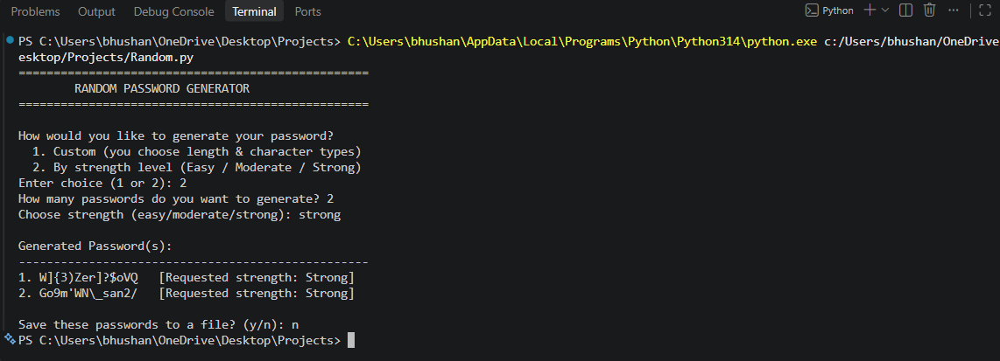 Problems Output Debug Console Terminal Ports Python
PS C:\Users\bhushan\OneDrive\Desktop\Projects> C:\Users\bhushan\AppData\Local\Programs\Python\Python314\python.exe c:/Users/bhushan/OneDrive
esktop/Projects/Random.py
==================================================
        RANDOM PASSWORD GENERATOR
==================================================
How would you like to generate your password?
  1. Custom (you choose length & character types)
  2. By strength level (Easy / Moderate / Strong)
Enter choice (1 or 2): 2
How many passwords do you want to generate? 2
Choose strength (easy/moderate/strong): strong
Generated Password(s):
--------------------------------------------------
1. W]{3)Zer]?$oVQ   [Requested strength: Strong]
2. Go9m'WN\_san2/   [Requested strength: Strong]
Save these passwords to a file? (y/n): n
PS C:\Users\bhushan\OneDrive\Desktop\Projects>